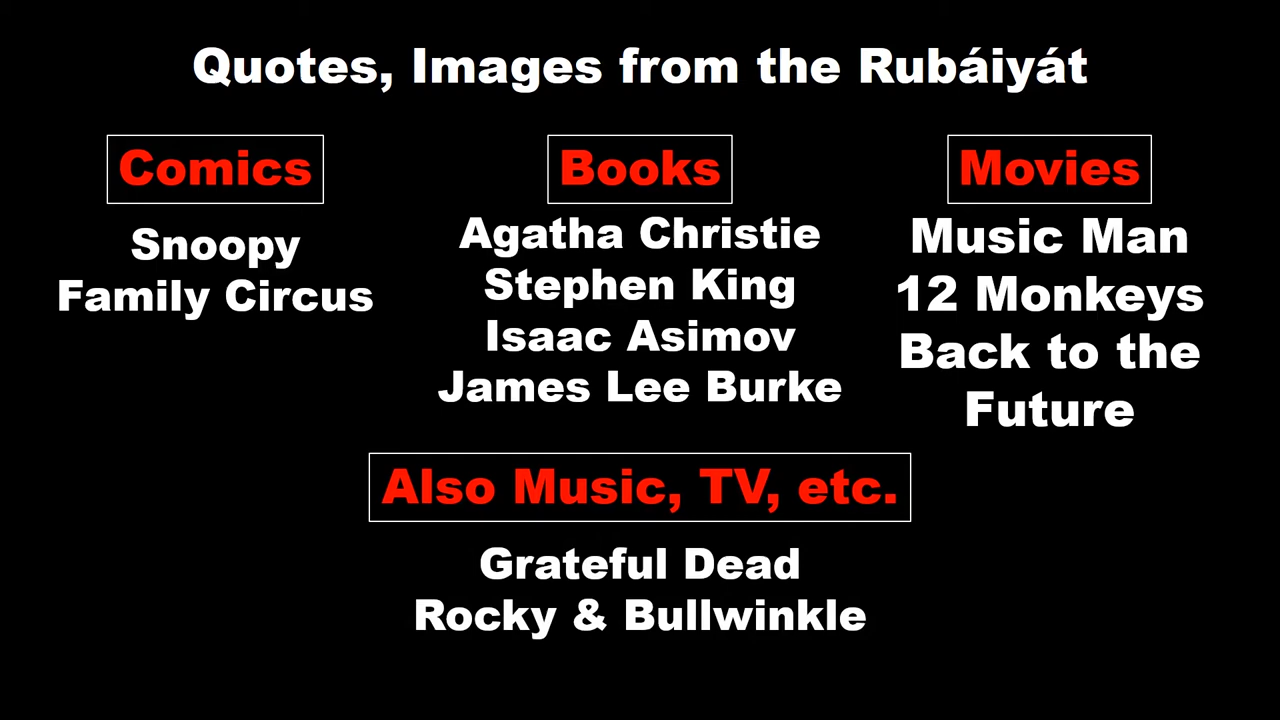 Quotes, Images from the Rubáiyát
Comics
Snoopy
Family Circus
Books
Agatha Christie
Stephen King
Isaac Asimov
James Lee Burke
Movies
Music Man
12 Monkeys
Back to the
Future
Also Music, TV, etc.
Grateful Dead
Rocky & Bullwinkle